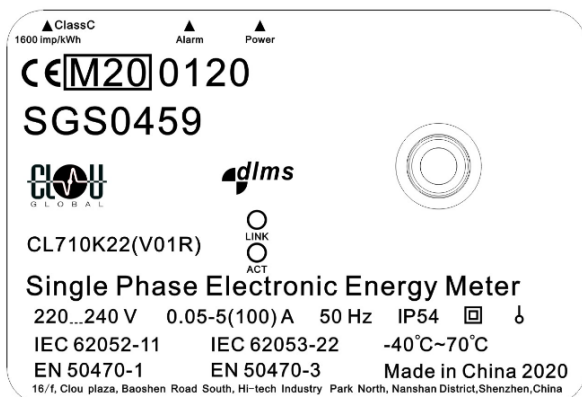 ▲ClassC ▲ ▲
1600 imp/kWh Alarm Power
CE M20 0120
SGS0459
CLOU
GLOBAL
dlms
LINK
CL710K22(V01R)
ACT
Single Phase Electronic Energy Meter
220...240 V 0.05-5(100) A 50 Hz IP54
IEC 62052-11 IEC 62053-22 -40℃~70℃
EN 50470-1 EN 50470-3 Made in China 2020
16/f, Clou plaza, Baoshen Road South, Hi-tech Industry Park North, Nanshan District,Shenzhen,China